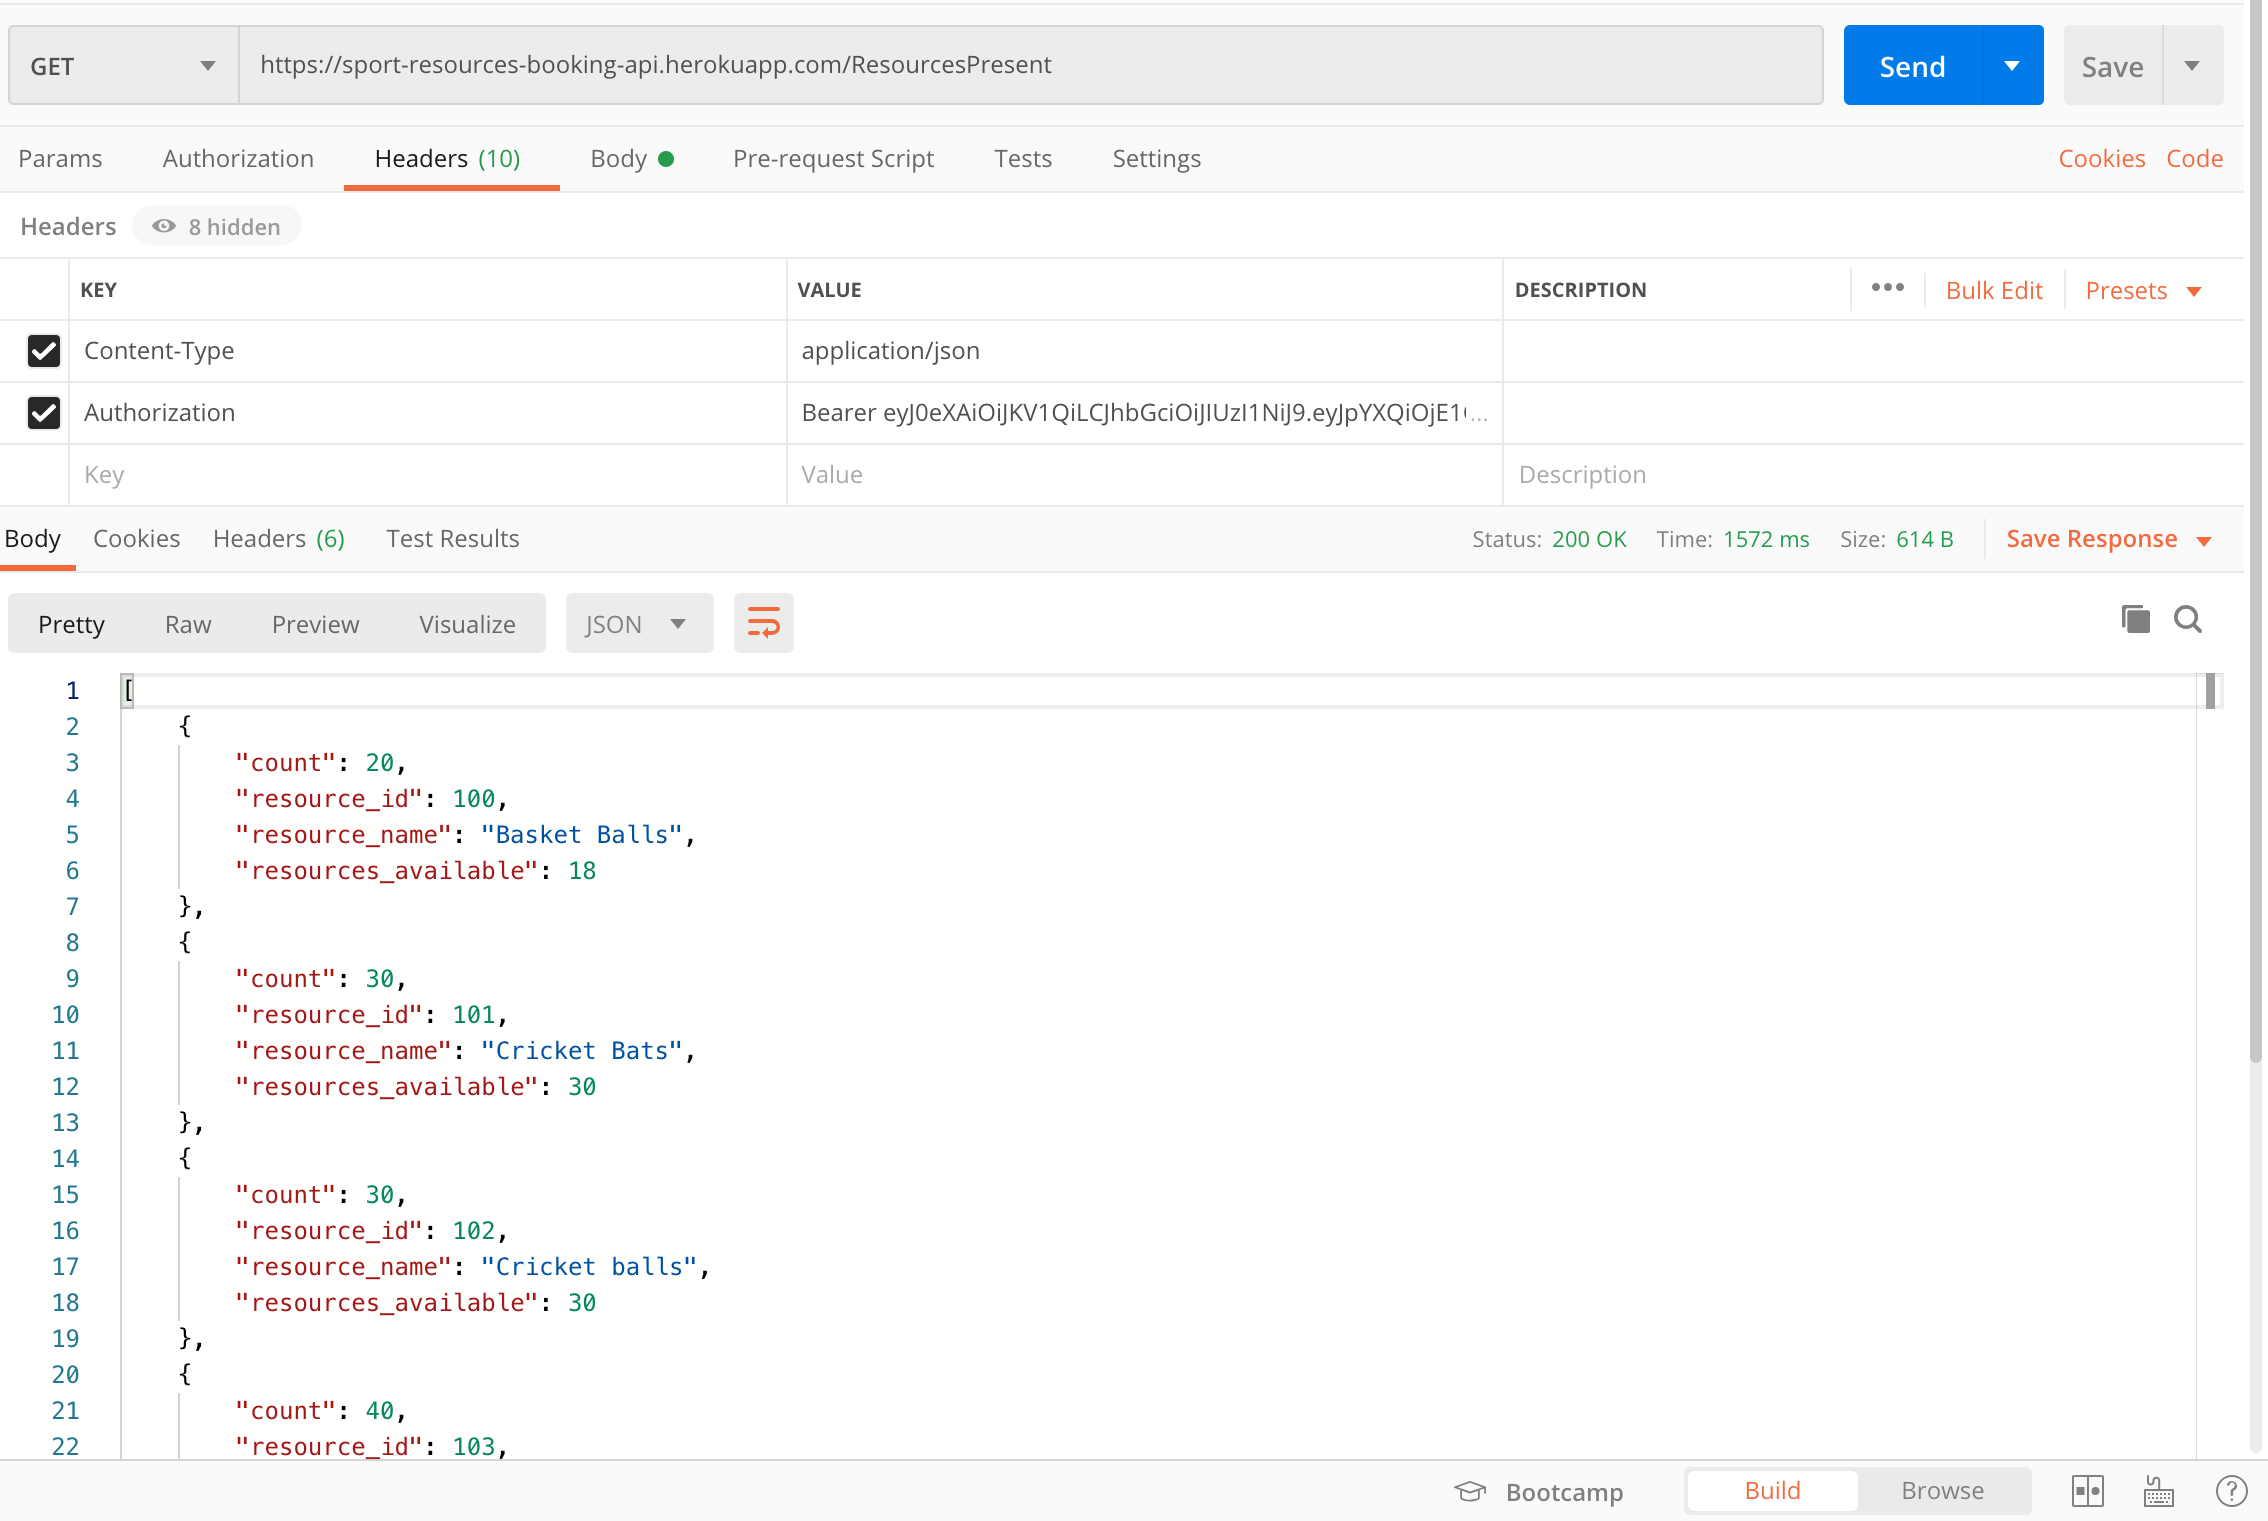 GET https://sport-resources-booking-api.herokuapp.com/ResourcesPresent Send Save
Params Authorization Headers (10) Body Pre-request Script Tests Settings Cookies Code
Headers 8 hidden
KEY VALUE DESCRIPTION ••• Bulk Edit Presets
Content-Type application/json
Authorization Bearer eyJ0eXAiOiJKV1QiLCJhbGciOiJIUzI1NiJ9.eyJpYXQiOjE1...
Key Value Description
Body Cookies Headers (6) Test Results Status: 200 OK Time: 1572 ms Size: 614 B Save Response
Pretty Raw Preview Visualize JSON
1 [
2 {
3 "count": 20,
4 "resource_id": 100,
5 "resource_name": "Basket Balls",
6 "resources_available": 18
7 },
8 {
9 "count": 30,
10 "resource_id": 101,
11 "resource_name": "Cricket Bats",
12 "resources_available": 30
13 },
14 {
15 "count": 30,
16 "resource_id": 102,
17 "resource_name": "Cricket balls",
18 "resources_available": 30
19 },
20 {
21 "count": 40,
22 "resource_id": 103,
Bootcamp Build Browse